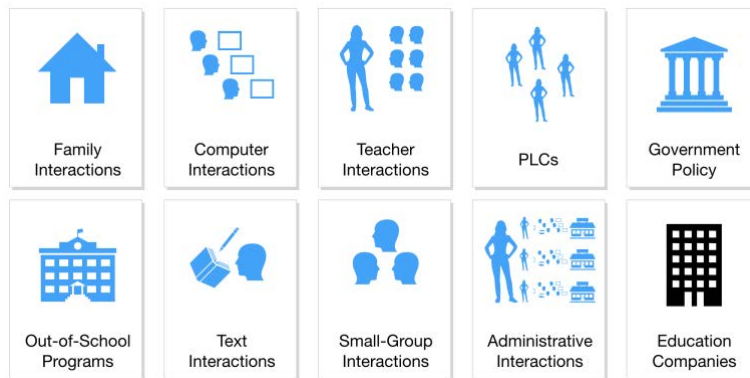 Family
Interactions
Computer
Interactions
Teacher
Interactions
PLCs
Government
Policy
Out-of-School
Programs
Text
Interactions
Small-Group
Interactions
Administrative
Interactions
Education
Companies